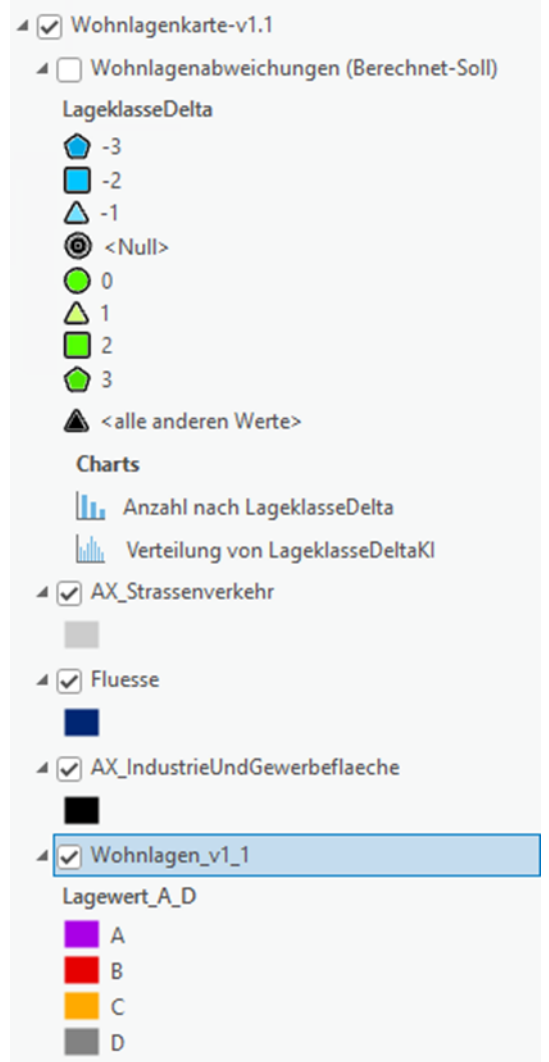 Wohnlagenkarte-v1.1
Wohnlagenabweichungen (Berechnet-Soll)
LageklasseDelta
-3
-2
-1
<Null>
0
1
2
3
<alle anderen Werte>
Charts
Anzahl nach LageklasseDelta
Verteilung von LageklasseDeltaKl
AX_Strassenverkehr
Fluesse
AX_IndustrieUndGewerbeflaeche
Wohnlagen_v1_1
Lagewert_A_D
A
B
C
D